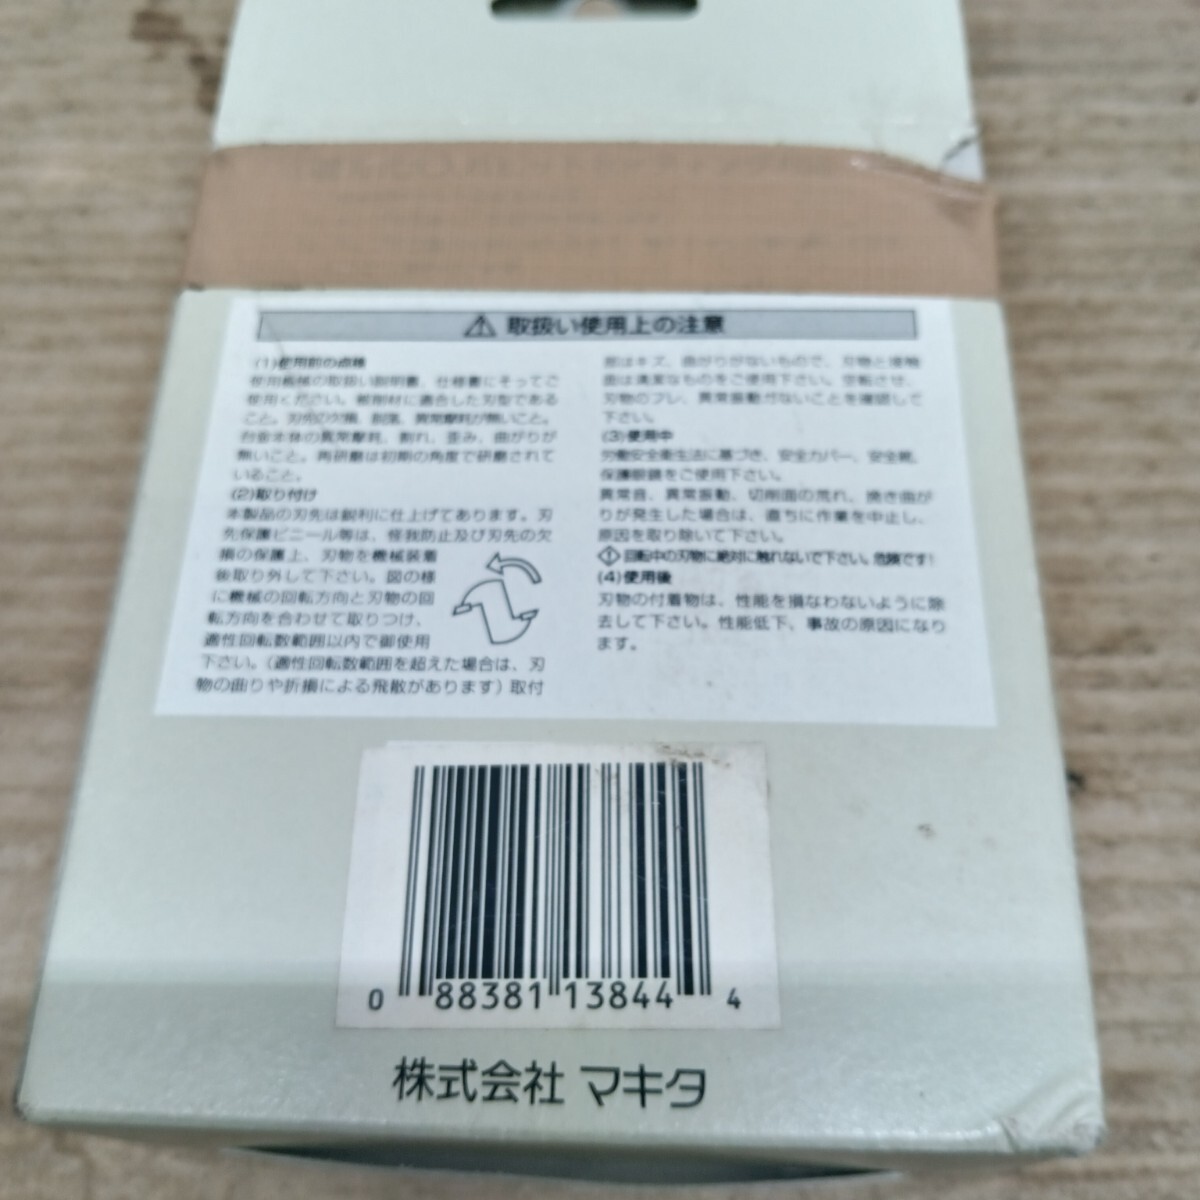 ⚠ 取扱い使用上の注意
(1)使用前の点検
使用機械の取扱い説明書、仕様書にそってご
使用ください。被削材に適合した刃型である
こと。刃先の欠損、脱落、異常摩耗が無いこと。
台金本体の異常摩耗、割れ、歪み、曲がりが
無いこと。再研磨は初期の角度で研磨されて
いること。
(2)取り付け
本製品の刃先は鋭利に仕上げてあります。刃
先保護ビニール等は、怪我防止及び刃先の欠
損の保護上、刃物を機械装着
後取り外して下さい。図の様
に機械の回転方向と刃物の回
転方向を合わせて取りつけ、
適性回転数範囲以内で御使用
下さい。(適性回転数範囲を超えた場合は、刃
物の曲りや折損による飛散があります)取付
部はキズ、曲がりがないもので、刃物と接触
面は清潔なものをご使用下さい。空転させ、
刃物のブレ、異常振動がないことを確認して
下さい。
(3)使用中
労働安全衛生法に基づき、安全カバー、安全靴、
保護眼鏡をご使用下さい。
異常音、異常振動、切削面の荒れ、挽き曲が
りが発生した場合は、直ちに作業を中止し、
原因を取り除いて下さい。
回転中の刃物に絶対に触れないで下さい。危険です!
(4)使用後
刃物の付着物は、性能を損なわないように除
去して下さい。性能低下、事故の原因になり
ます。
0 88381 13844 4
株式会社 マキタ